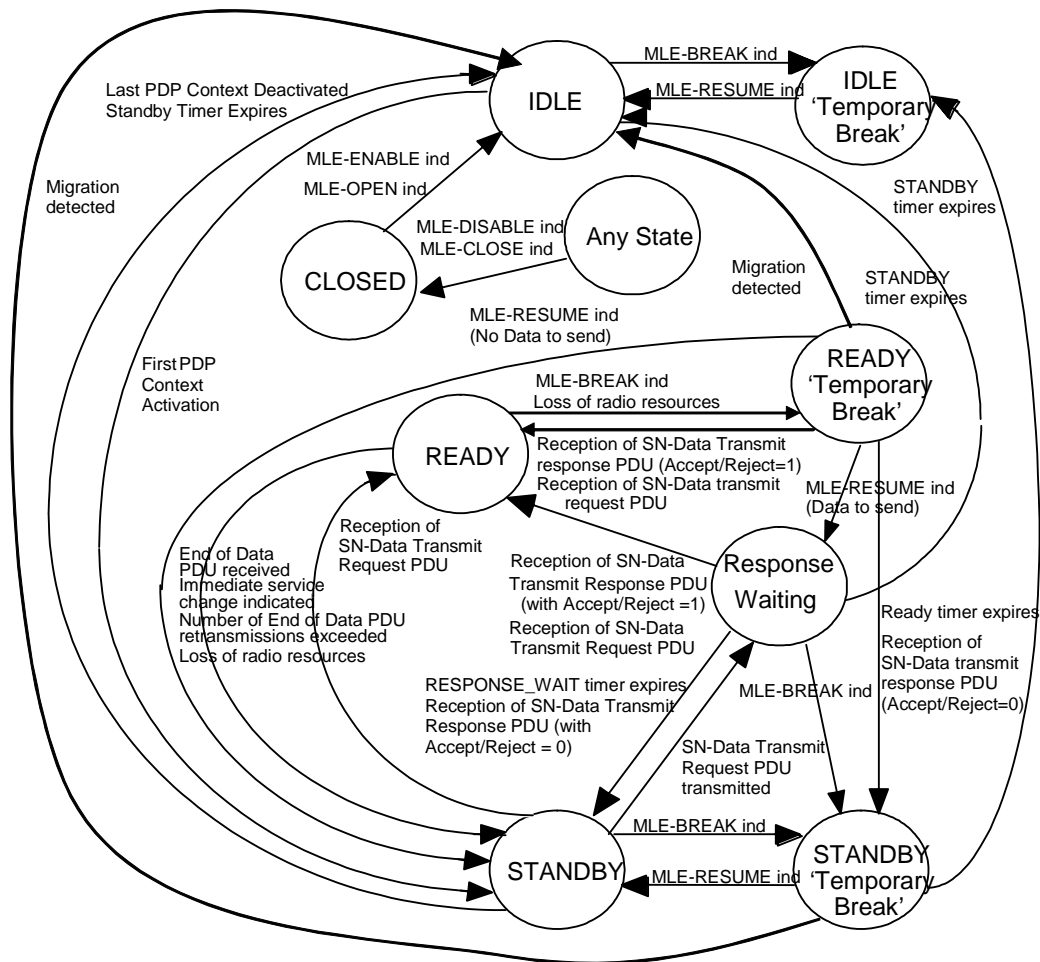 MLE-BREAK ind
IDLE
MLE-RESUME ind
IDLE
‘Temporary
Break’
Last PDP Context Deactivated
Standby Timer Expires
MLE-ENABLE ind
MLE-OPEN ind
Migration
detected
STANDBY
timer expires
MLE-DISABLE ind
MLE-CLOSE ind
Any State
CLOSED
Migration
detected
STANDBY
timer expires
MLE-RESUME ind
(No Data to send)
First PDP
Context
Activation
READY
‘Temporary
Break’
MLE-BREAK ind
Loss of radio resources
READY
Reception of SN-Data Transmit
response PDU (Accept/Reject=1)
Reception of SN-Data transmit
request PDU
MLE-RESUME ind
(Data to send)
Reception of
SN-Data Transmit
Request PDU
End of Data
PDU received
Immediate service
change indicated
Number of End of Data PDU
retransmissions exceeded
Loss of radio resources
Reception of SN-Data
Transmit Response PDU
(with Accept/Reject =1)
Reception of SN-Data
Transmit Request PDU
Response
Waiting
Ready timer expires
Reception of
SN-Data transmit
response PDU
(Accept/Reject=0)
RESPONSE_WAIT timer expires
Reception of SN-Data Transmit
Response PDU (with
Accept/Reject = 0)
MLE-BREAK ind
SN-Data Transmit
Request PDU
transmitted
MLE-BREAK ind
STANDBY
MLE-RESUME ind
STANDBY
‘Temporary
Break’